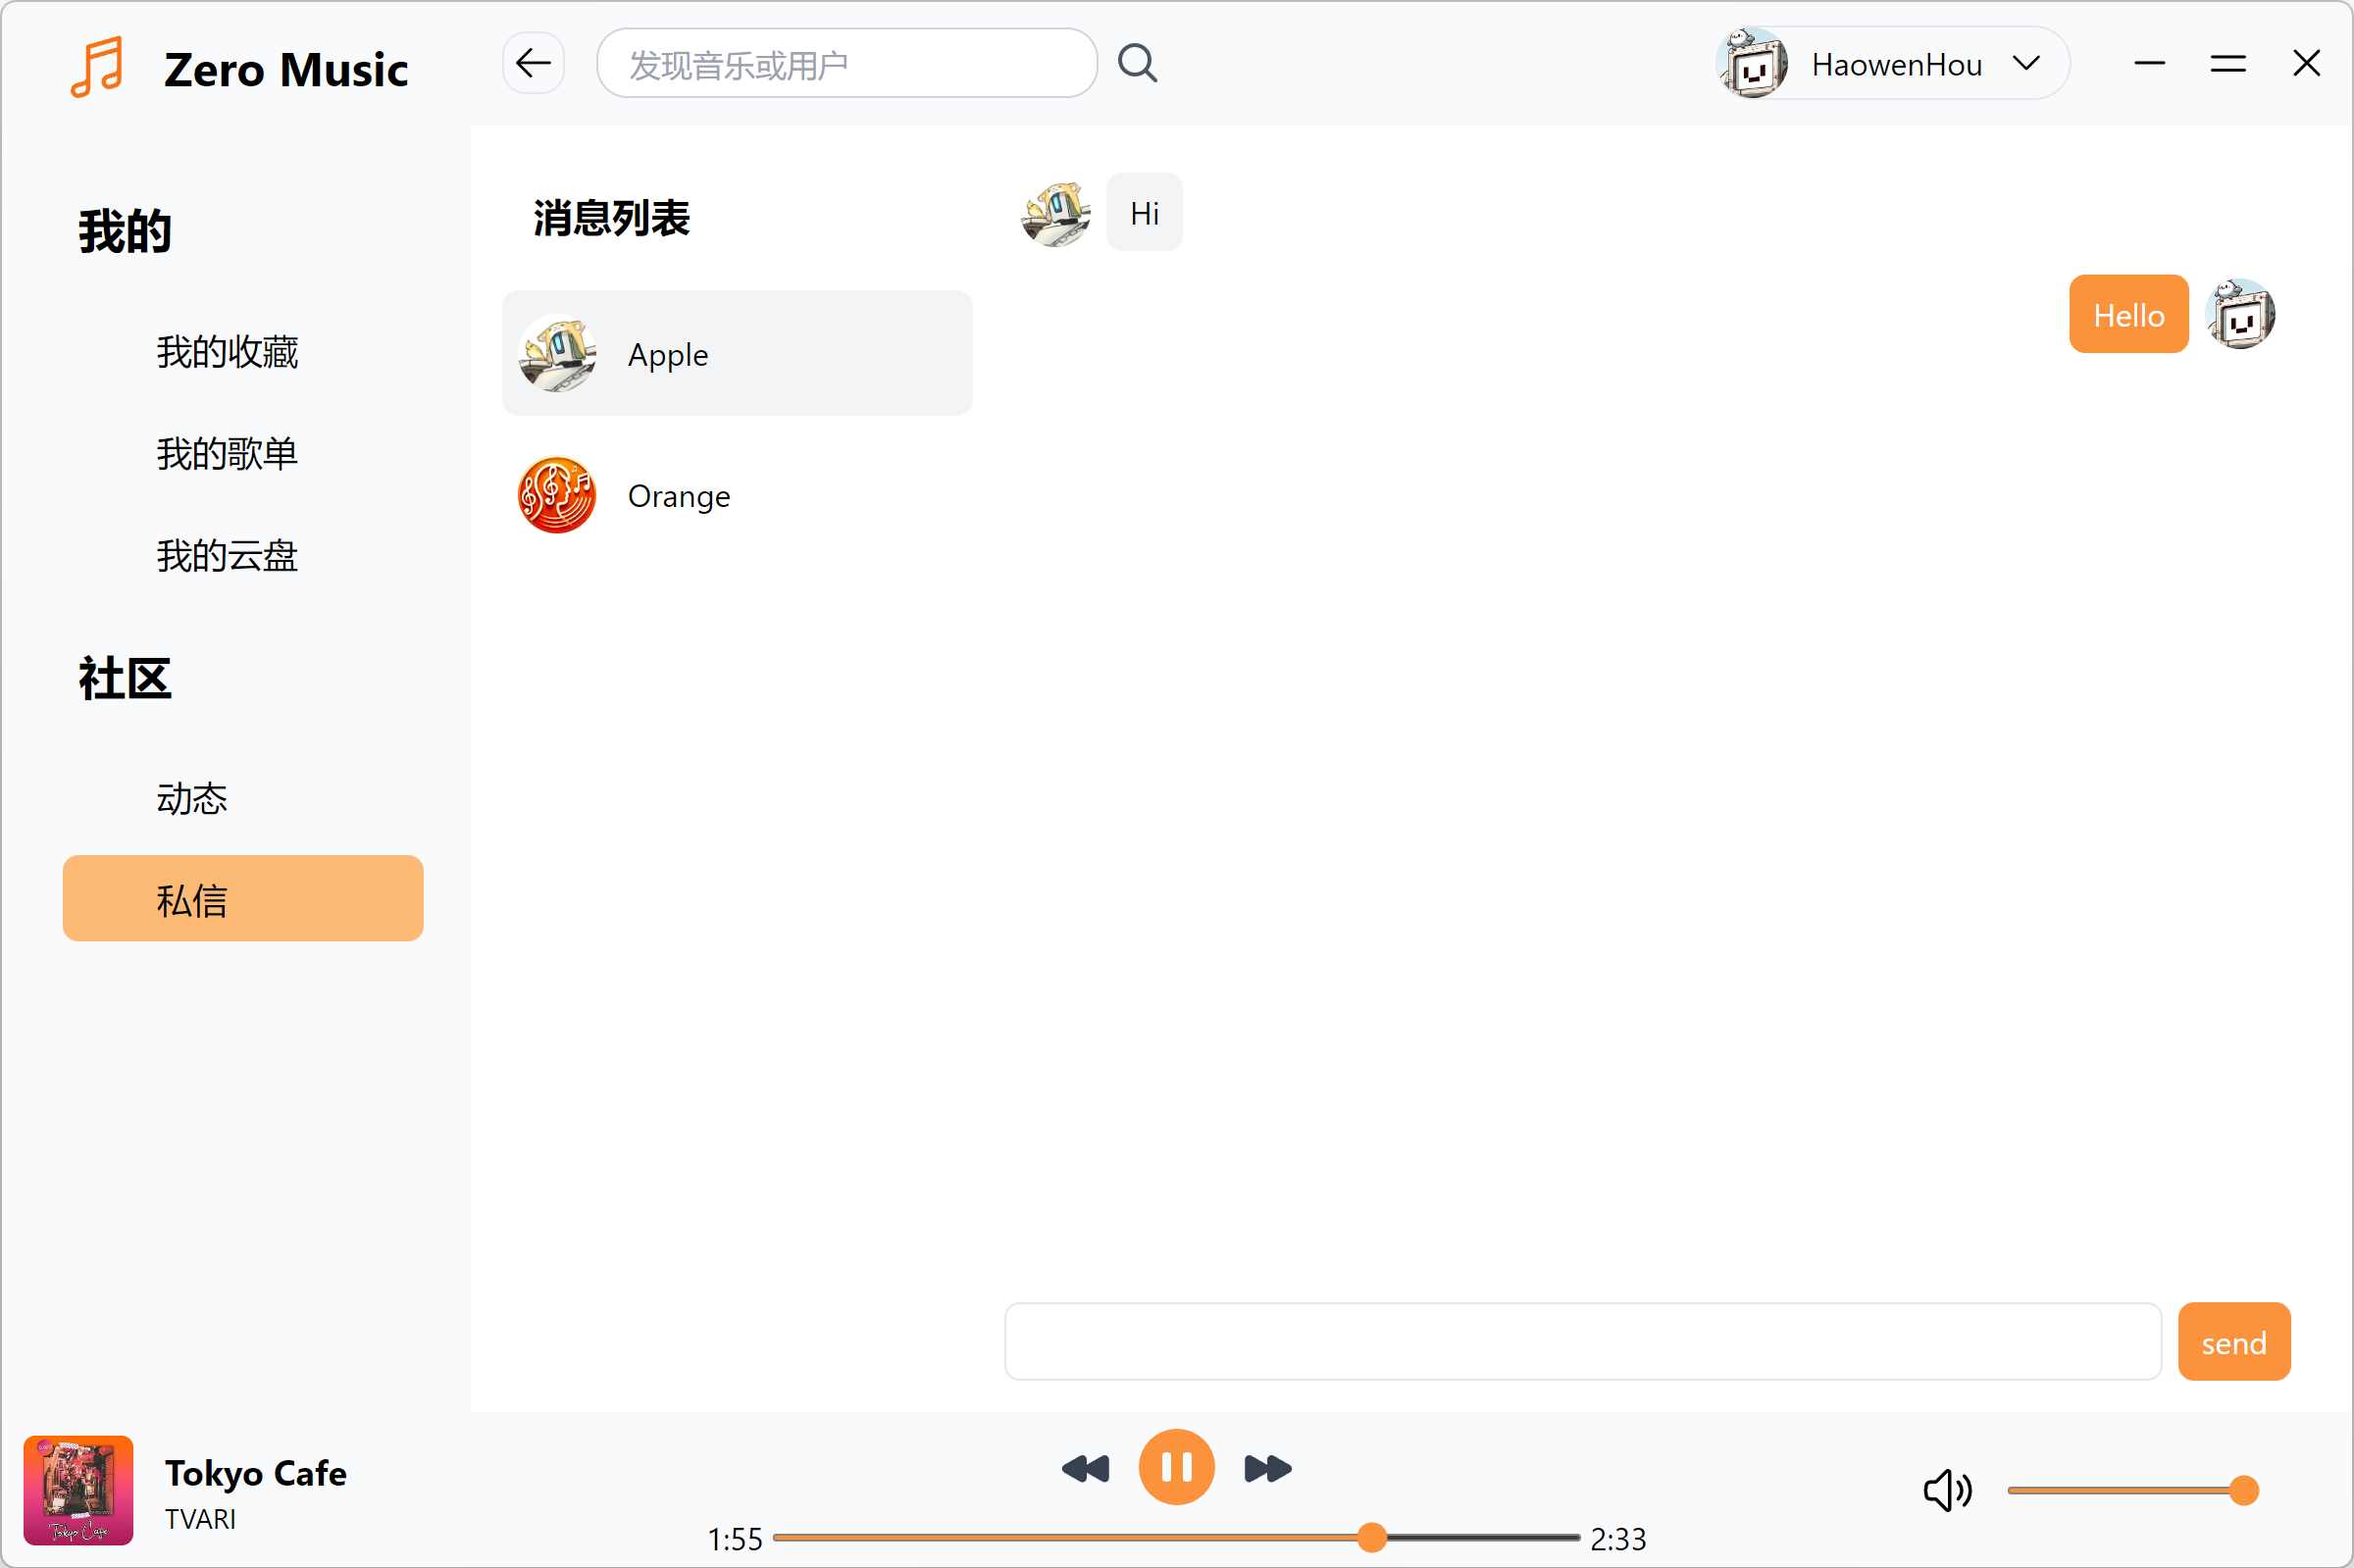 Zero Music
发现音乐或用户
HaowenHou
我的
我的收藏
我的歌单
我的云盘
社区
动态
私信
消息列表
Apple
Orange
Hi
Hello
send
Tokyo Cafe
Tokyo Cafe
TVARI
1:55
2:33